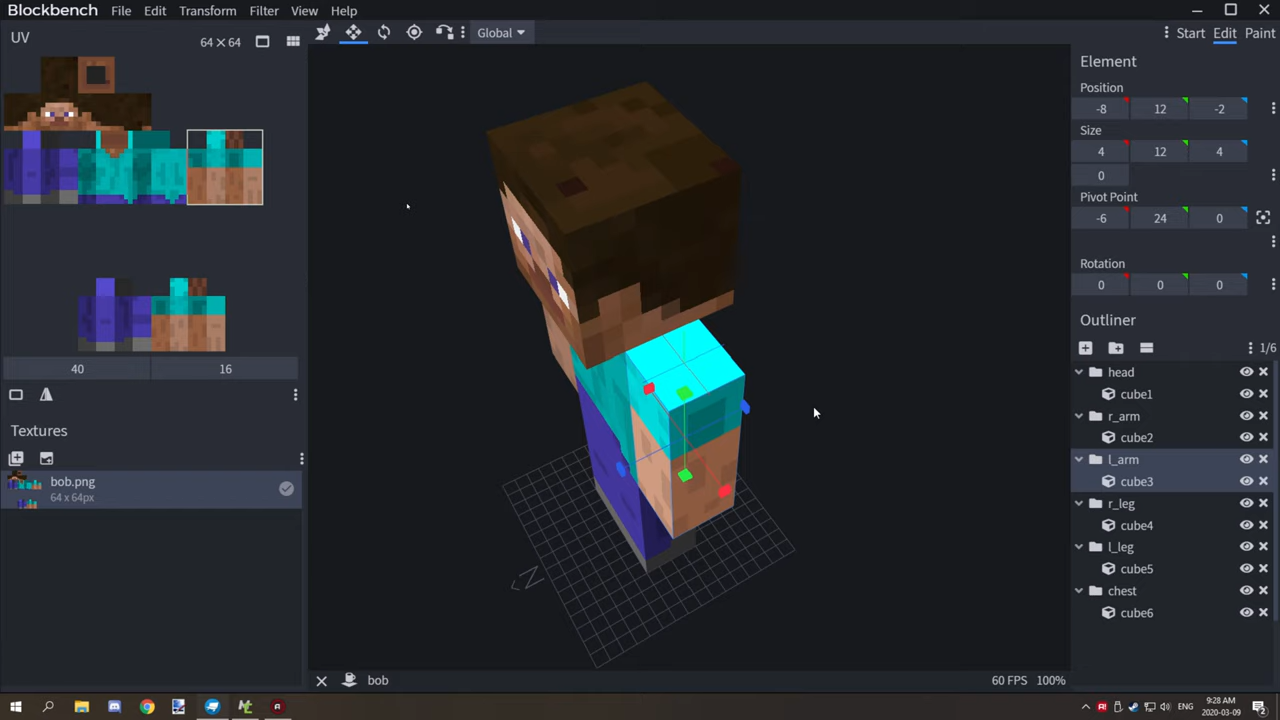 Blockbench File Edit Transform Filter View Help
UV
64×64
Global
Start Edit Paint
Element
Position
-8 12 -2
Size
4 12 4
0
Pivot Point
-6 24 0
Rotation
0 0 0
Outliner
1/6
head
cube1
r_arm
cube2
l_arm
cube3
r_leg
cube4
l_leg
cube5
chest
cube6
40 16
Textures
bob.png
64 x 64px
N
bob
60 FPS 100%
ENG
9:28 AM
2020-03-09
2